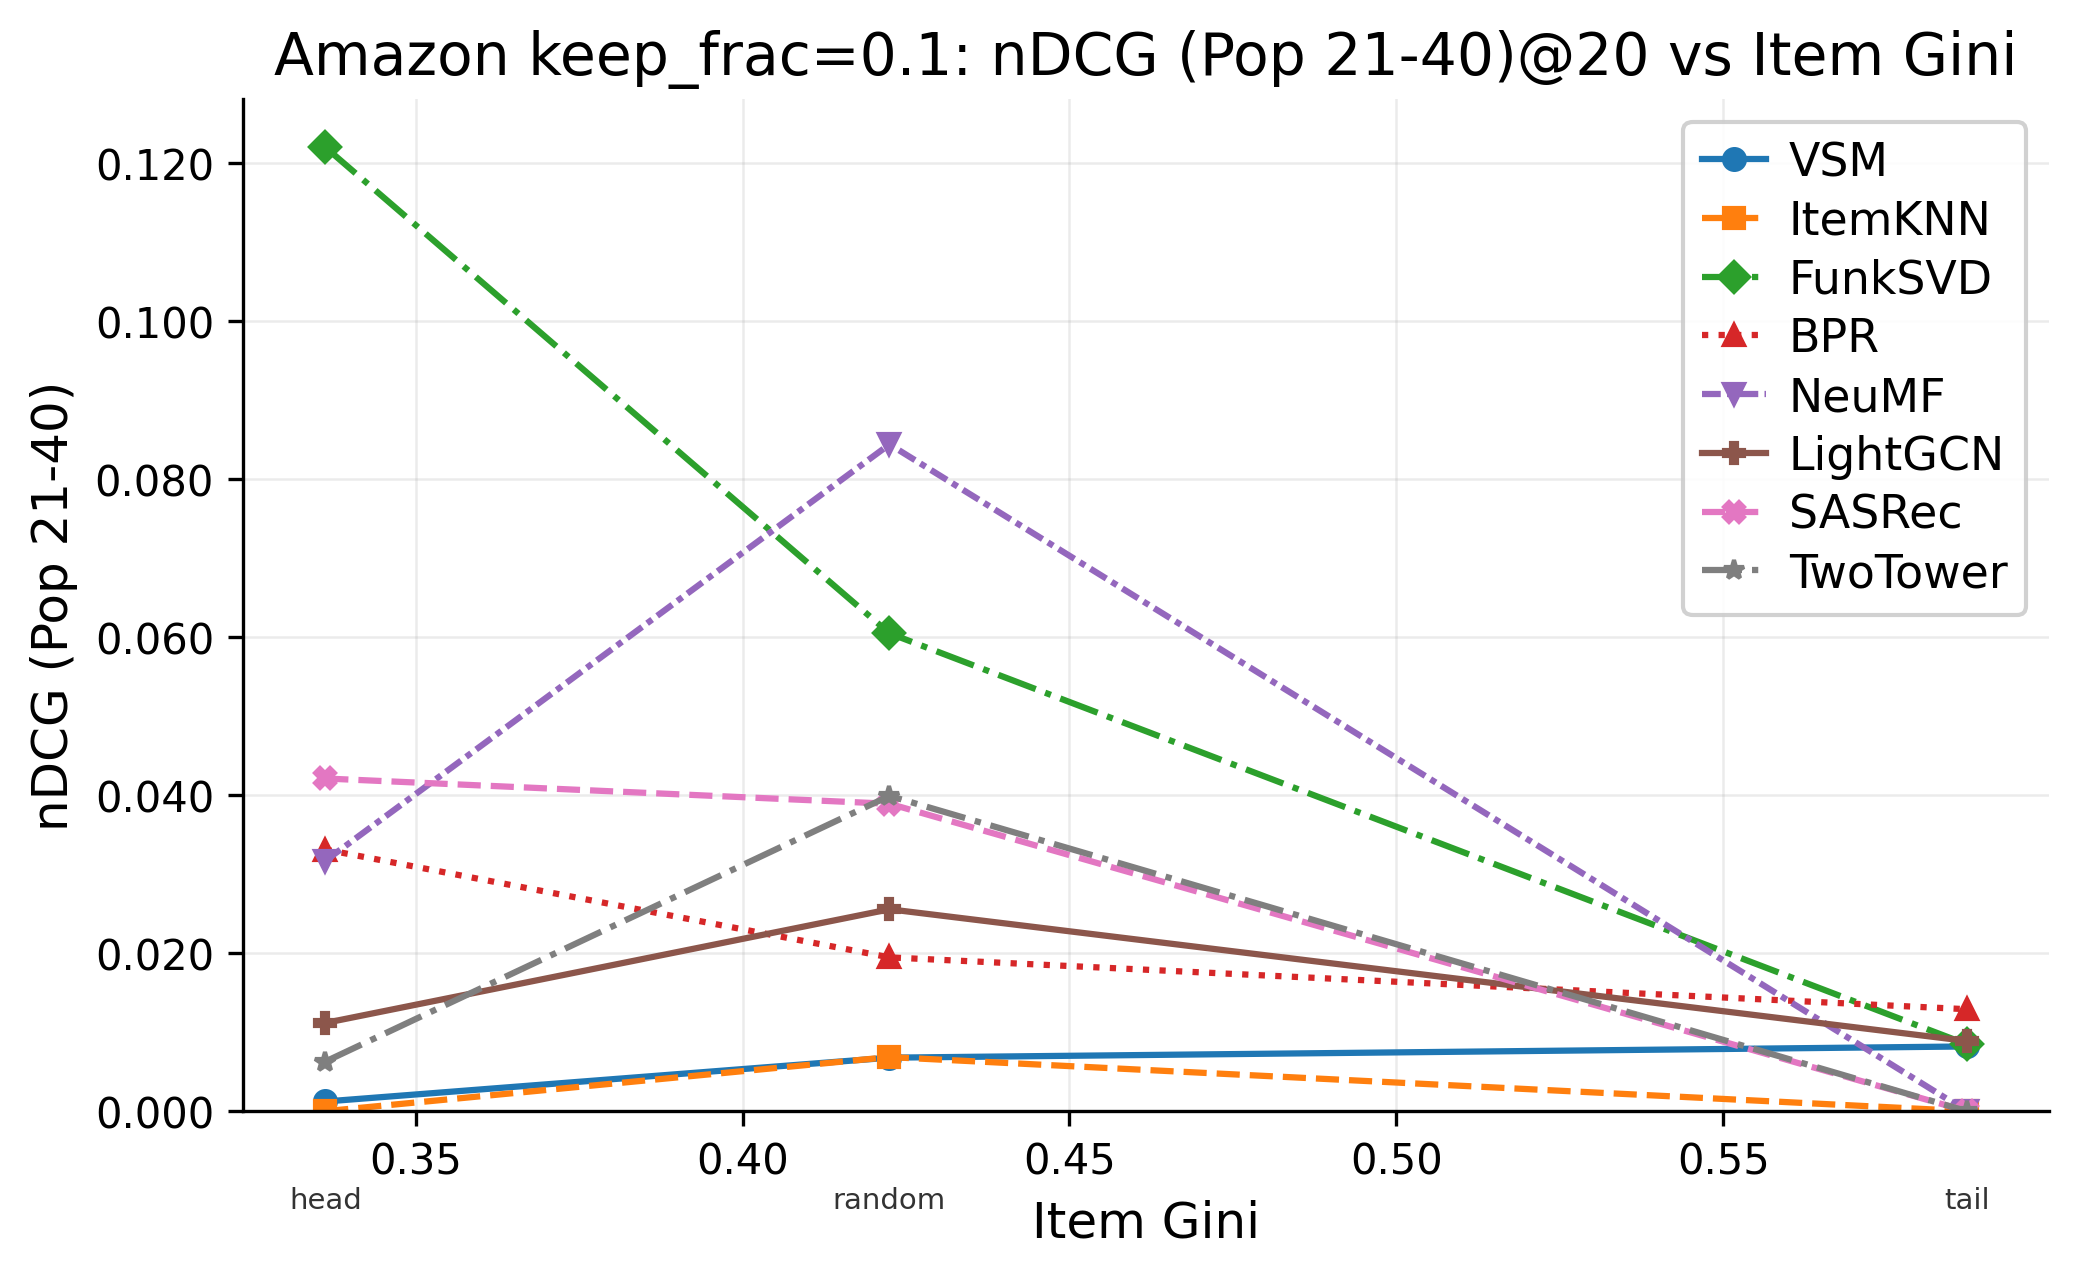 Amazon keep_frac=0.1: nDCG (Pop 21-40)@20 vs Item Gini
nDCG (Pop 21-40)
0.120
0.100
0.080
0.060
0.040
0.020
0.000
VSM
ItemKNN
FunkSVD
BPR
NeuMF
LightGCN
SASRec
TwoTower
0.35 0.40 0.45 0.50 0.55
head random tail
Item Gini